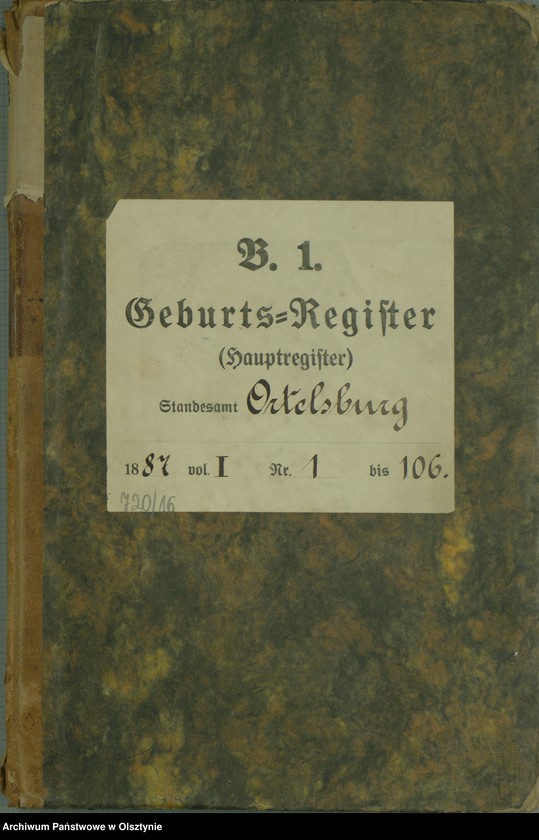 B. 1.
Geburts=Register
(Hauptregister)
Standesamt Ortelsburg
1887 vol. I Nr. 1 bis 106.
720/16
Archiwum Państwowe w Olsztynie